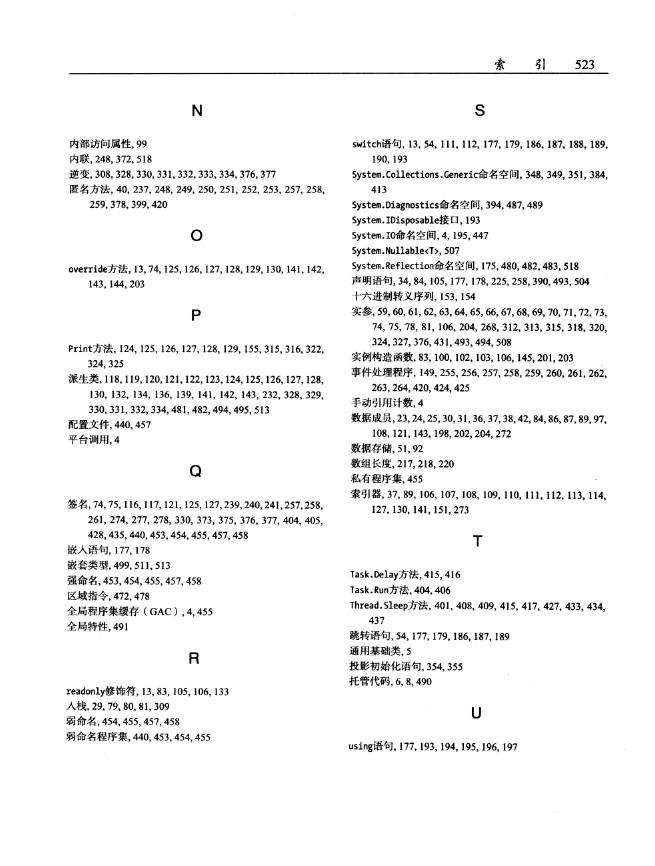 索 引 523
N
内部访问属性, 99
内联, 248, 372, 518
逆变, 308, 328, 330, 331, 332, 333, 334, 376, 377
匿名方法, 40, 237, 248, 249, 250, 251, 252, 253, 257, 258,
259, 378, 399, 420
O
override方法, 13, 74, 125, 126, 127, 128, 129, 130, 141, 142,
143, 144, 203
P
Print方法, 124, 125, 126, 127, 128, 129, 155, 315, 316, 322,
324, 325
派生类, 118, 119, 120, 121, 122, 123, 124, 125, 126, 127, 128,
130, 132, 134, 136, 139, 141, 142, 143, 232, 328, 329,
330, 331, 332, 334, 481, 482, 494, 495, 513
配置文件, 440, 457
平台调用, 4
Q
签名, 74, 75, 116, 117, 121, 125, 127, 239, 240, 241, 257, 258,
261, 274, 277, 278, 330, 373, 375, 376, 377, 404, 405,
428, 435, 440, 453, 454, 455, 457, 458
嵌入语句, 177, 178
嵌套类型, 499, 511, 513
强命名, 453, 454, 455, 457, 458
区域指令, 472, 478
全局程序集缓存（GAC）, 4, 455
全局特性, 491
R
readonly修饰符, 13, 83, 105, 106, 133
入栈, 29, 79, 80, 81, 309
弱命名, 454, 455, 457, 458
弱命名程序集, 440, 453, 454, 455
S
switch语句, 13, 54, 111, 112, 177, 179, 186, 187, 188, 189,
190, 193
System.Collections.Generic命名空间, 348, 349, 351, 384,
413
System.Diagnostics命名空间, 394, 487, 489
System.IDisposable接口, 193
System.IO命名空间, 4, 195, 447
System.Nullable<T>, 507
System.Reflection命名空间, 175, 480, 482, 483, 518
声明语句, 34, 84, 105, 177, 178, 225, 258, 390, 493, 504
十六进制转义序列, 153, 154
实参, 59, 60, 61, 62, 63, 64, 65, 66, 67, 68, 69, 70, 71, 72, 73,
74, 75, 78, 81, 106, 204, 268, 312, 313, 315, 318, 320,
324, 327, 376, 431, 493, 494, 508
实例构造函数, 83, 100, 102, 103, 106, 145, 201, 203
事件处理程序, 149, 255, 256, 257, 258, 259, 260, 261, 262,
263, 264, 420, 424, 425
手动引用计数, 4
数据成员, 23, 24, 25, 30, 31, 36, 37, 38, 42, 84, 86, 87, 89, 97,
108, 121, 143, 198, 202, 204, 272
数据存储, 51, 92
数组长度, 217, 218, 220
私有程序集, 455
索引器, 37, 89, 106, 107, 108, 109, 110, 111, 112, 113, 114,
127, 130, 141, 151, 273
T
Task.Delay方法, 415, 416
Task.Run方法, 404, 406
Thread.Sleep方法, 401, 408, 409, 415, 417, 427, 433, 434,
437
跳转语句, 54, 177, 179, 186, 187, 189
通用基础类, 5
投影初始化语句, 354, 355
托管代码, 6, 8, 490
U
using语句, 177, 193, 194, 195, 196, 197